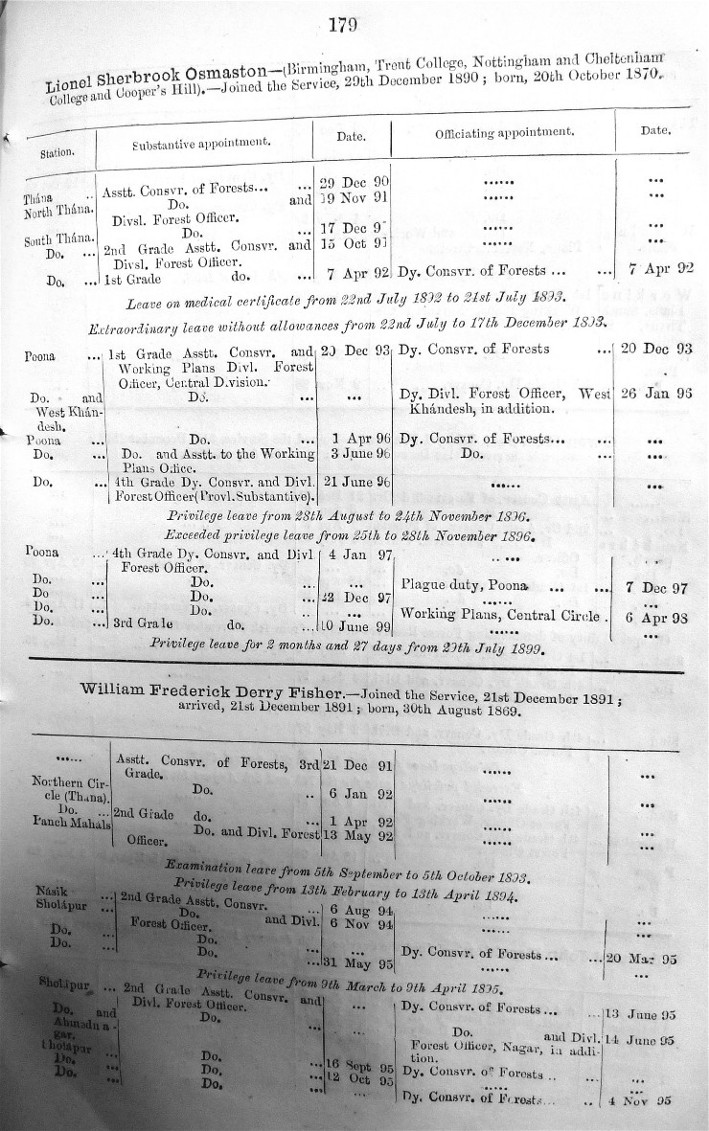 179
Lionel Sherbrook Osmaston—(Birmingham, Trent College, Nottingham and Cheltenham
College and Cooper's Hill).—Joined the Service, 29th December 1890; born, 20th October 1870.
Station. Substantive appointment. Date. Officiating appointment. Date.
Thána .. Asstt. Consvr. of Forests... ... 29 Dec 90 ...... ...
North Thána. Do. and 19 Nov 91 ...... ...
Divsl. Forest Officer.
South Thána. Do. ... 17 Dec ...... ...
Do. ... 2nd Grade Asstt. Consvr. and 15 Oct 91 ...... ...
Divsl. Forest Officer.
Do. ... 1st Grade do. ... 7 Apr 92 Dy. Consvr. of Forests ... ... 7 Apr 92
Leave on medical certificate from 22nd July 1892 to 21st July 1893.
Extraordinary leave without allowances from 22nd July to 17th December 1893.
Poona ... 1st Grade Asstt. Consvr. and 20 Dec 93 Dy. Consvr. of Forests ... 20 Dec 93
Working Plans Divl. Forest
Officer, Central Division.
Do. and Do. ... ... Dy. Divl. Forest Officer, West 26 Jan 96
West Khán- Khándesh, in addition.
desh.
Poona ... Do. ... 1 Apr 96 Dy. Consvr. of Forests... ... ...
Do. ... Do. and Asstt. to the Working 3 June 96 Do. ... ...
Plans Office.
Do. ... 4th Grade Dy. Consvr. and Divl. 21 June 96 ...... ...
Forest Officer (Provl. Substantive).
Privilege leave from 28th August to 24th November 1896.
Exceeded privilege leave from 25th to 28th November 1896.
Poona ... 4th Grade Dy. Consvr. and Divl 4 Jan 97 .. ... . .
Forest Officer.
Do. ... Do. ... ... Plague duty, Poona ... ... 7 Dec 97
Do ... Do. ... 22 Dec 97 ...... ...
Do. ... Do. .. ... Working Plans, Central Circle . 6 Apr 98
Do. ... 3rd Grade do. ... 10 June 99 ...... ...
Privilege leave for 2 months and 27 days from 29th July 1899.
William Frederick Derry Fisher.—Joined the Service, 21st December 1891;
arrived, 21st December 1891; born, 30th August 1869.
...... Asstt. Consvr. of Forests, 3rd 21 Dec 91 ...... ...
Grade.
Northern Cir- Do. .. 6 Jan 92 ...... ...
cle (Thana).
Do. ... 2nd Grade do. ... 1 Apr 92 ...... ...
Panch Mahals Do. and Divl. Forest 13 May 92 ...... ...
Officer.
Examination leave from 5th September to 5th October 1893.
Privilege leave from 13th February to 13th April 1894.
Násik ... 2nd Grade Asstt. Consvr. ... 6 Aug 94 ...... ...
Sholápur ... Do. and Divl. 6 Nov 94 ...... ...
Forest Officer.
Do. ... Do. ... Dy. Consvr. of Forests ... ... 20 Mar 95
Do. ... Do. ... 31 May 95 ...... ...
Privilege leave from 9th March to 9th April 1895.
Sholápur ... 2nd Grade Asstt. Consvr. and ... Dy. Consvr. of Forests ... ... 13 June 95
Divl. Forest Officer.
Do. and Do. ... ... Do. and Divl. 14 June 95
Ahmadna- Forest Officer, Nagar, in addi-
gar. tion.
Sholápur ... Do. ... 16 Sept 95 Dy. Consvr. of Forests .. ... ...
Do. ... Do. ... 12 Oct 95 ...... ...
Do. ... Do. ... ... Dy. Consvr. of Forests... .. 4 Nov 95